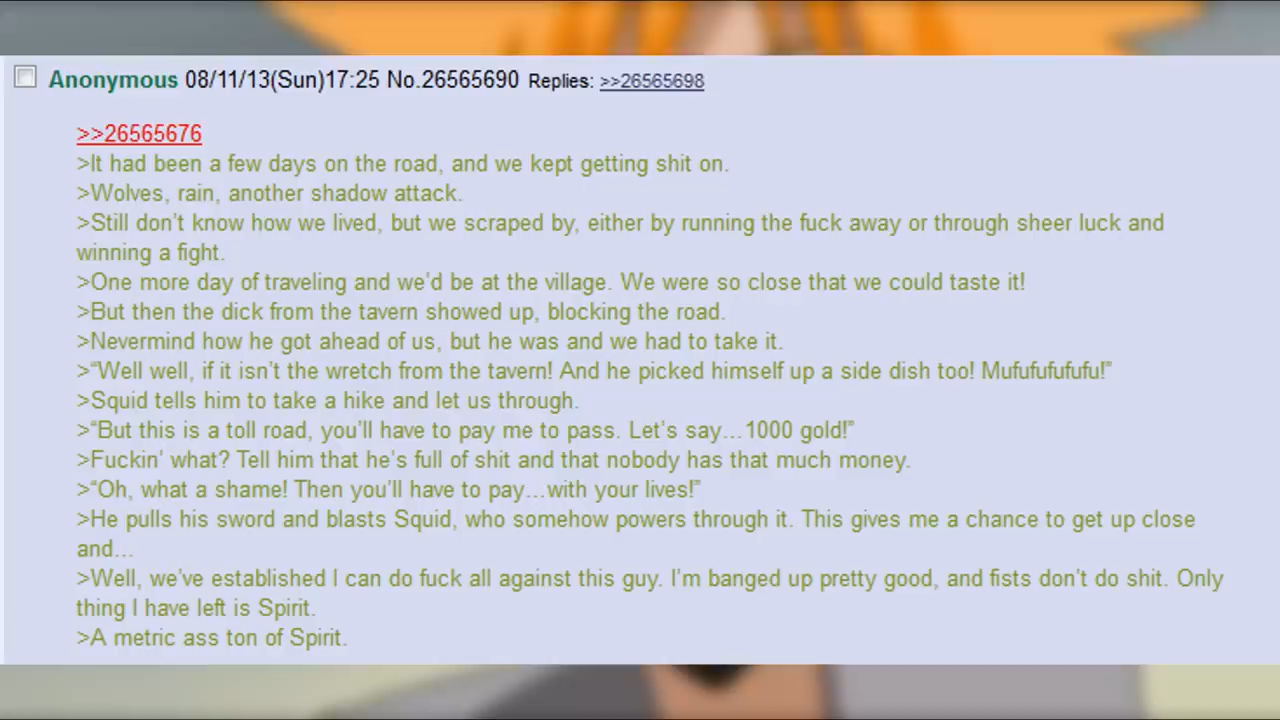 Anonymous 08/11/13(Sun)17:25 No.26565690 Replies: >>26565698
>>26565676
>It had been a few days on the road, and we kept getting shit on.
>Wolves, rain, another shadow attack.
>Still don't know how we lived, but we scraped by, either by running the fuck away or through sheer luck and
winning a fight.
>One more day of traveling and we'd be at the village. We were so close that we could taste it!
>But then the dick from the tavern showed up, blocking the road.
>Nevermind how he got ahead of us, but he was and we had to take it.
>“Well well, if it isn't the wretch from the tavern! And he picked himself up a side dish too! Mufufufufufu!”
>Squid tells him to take a hike and let us through.
>“But this is a toll road, you'll have to pay me to pass. Let's say…1000 gold!”
>Fuckin' what? Tell him that he's full of shit and that nobody has that much money.
>“Oh, what a shame! Then you'll have to pay…with your lives!”
>He pulls his sword and blasts Squid, who somehow powers through it. This gives me a chance to get up close
and…
>Well, we've established I can do fuck all against this guy. I'm banged up pretty good, and fists don't do shit. Only
thing I have left is Spirit.
>A metric ass ton of Spirit.